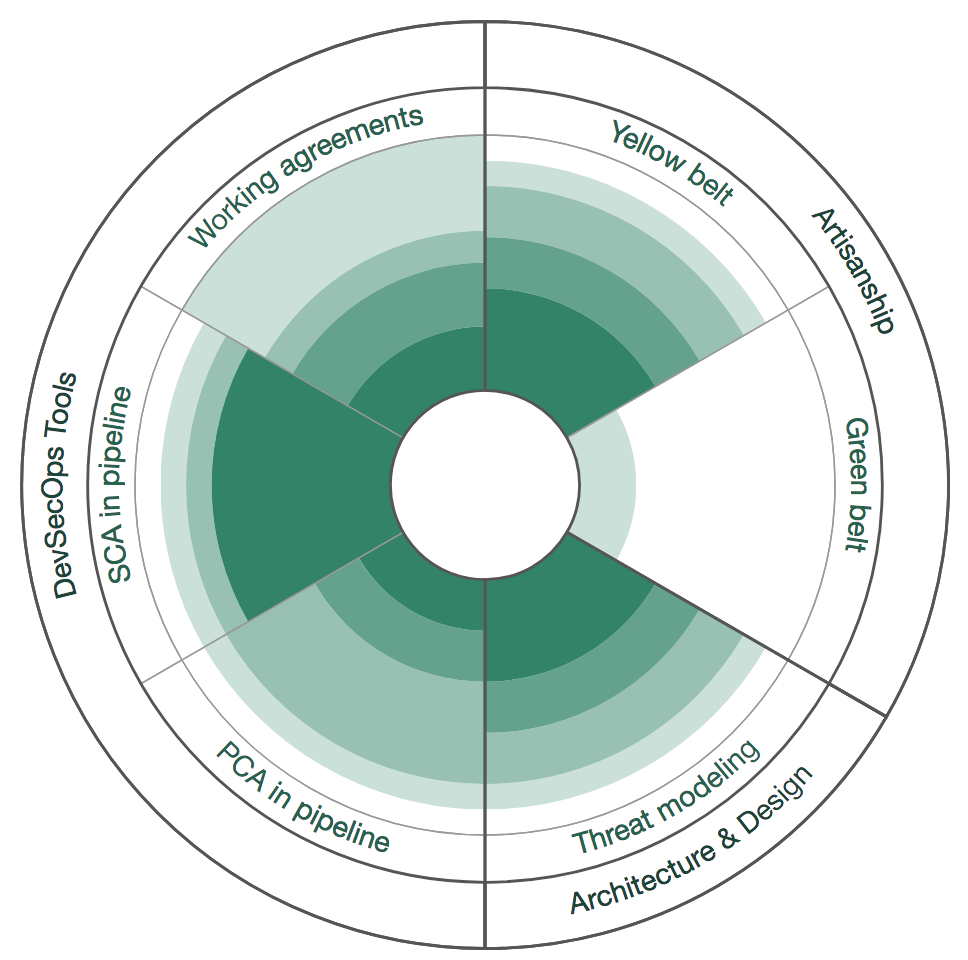 Working agreements
Yellow belt
Artisanship
Green belt
Threat modeling
Architecture & Design
PCA in pipeline
SCA in pipeline
DevSecOps Tools